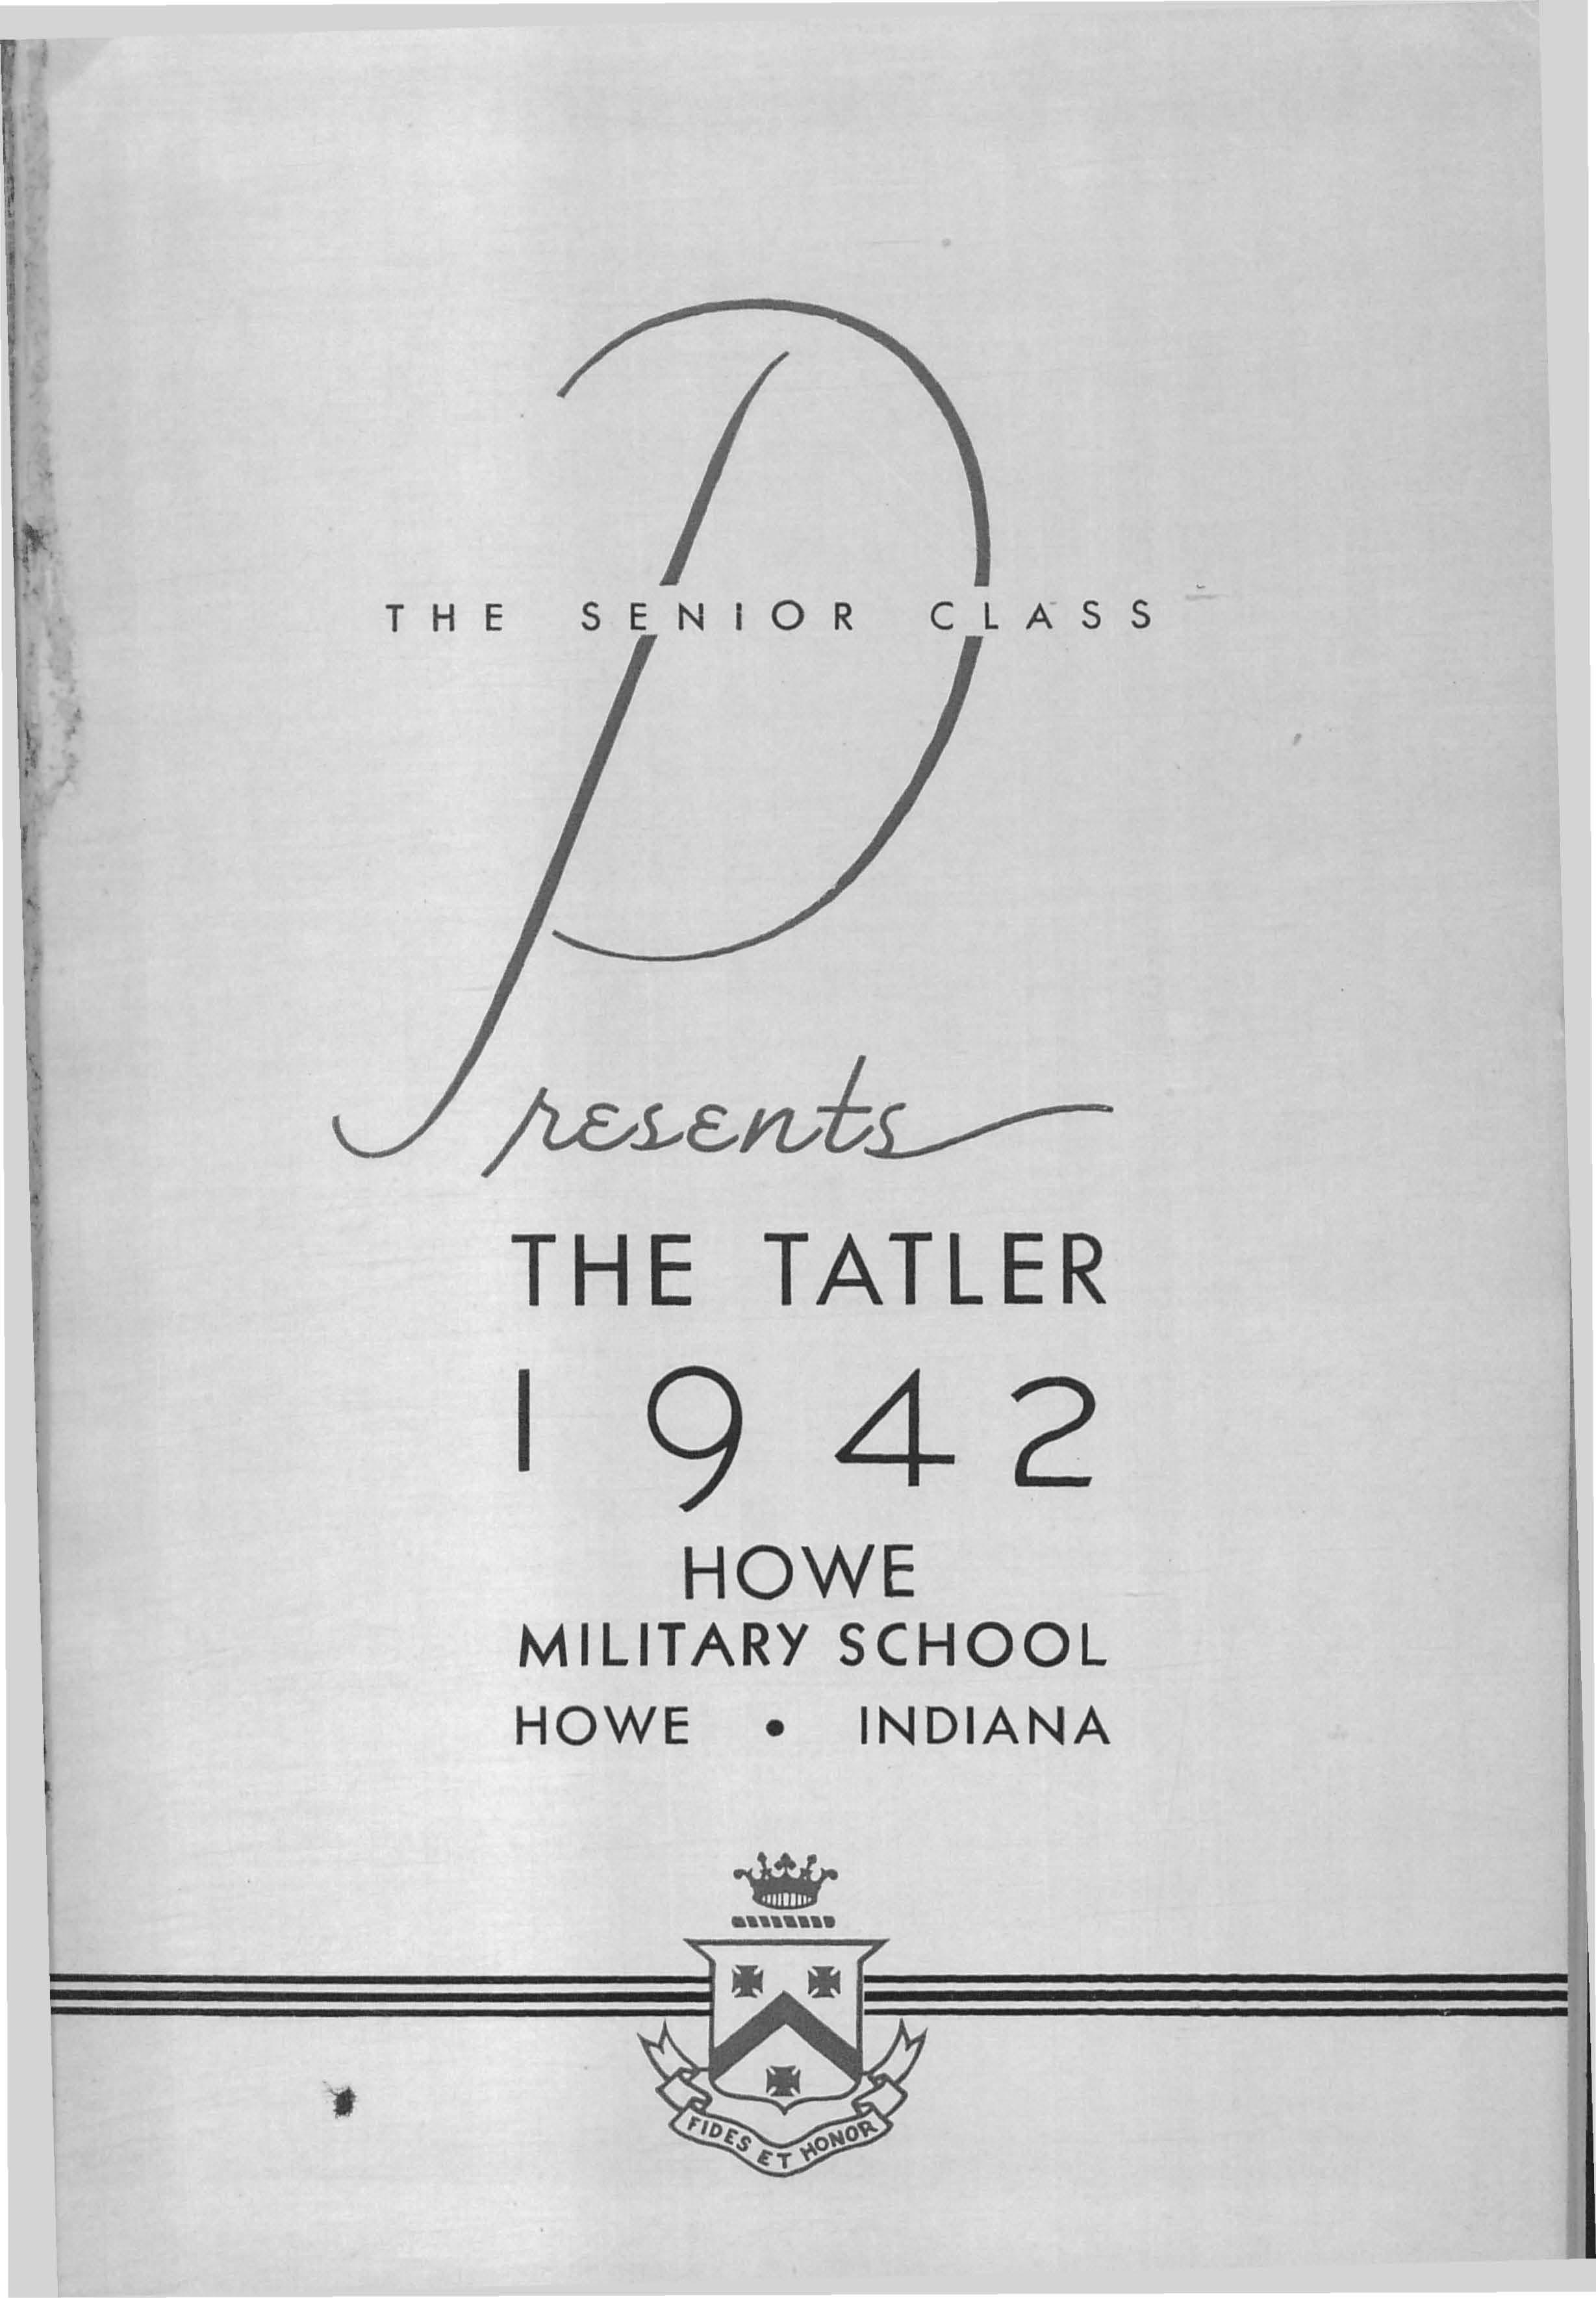 THE SENIOR CLASS
Presents
THE TATLER
1942
HOWE
MILITARY SCHOOL
HOWE • INDIANA
FIDES ET HONOR